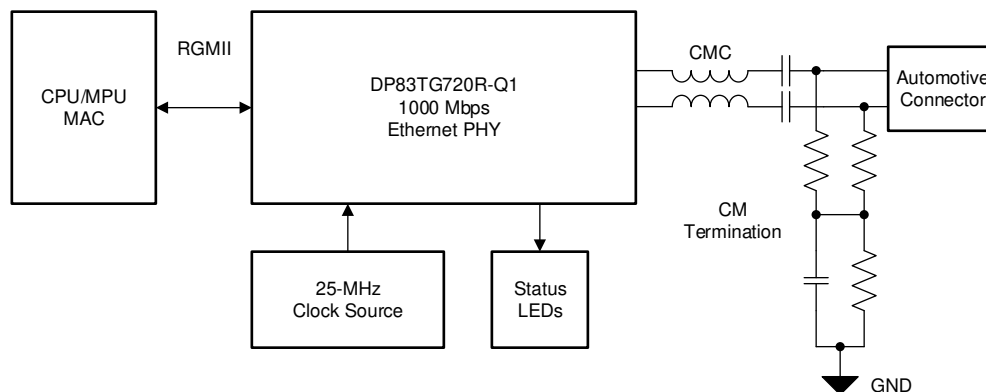 RGMII
CPU/MPU
MAC
DP83TG720R-Q1
1000 Mbps
Ethernet PHY
CMC
Automotive
Connector
CM
Termination
25-MHz
Clock Source
Status
LEDs
GND